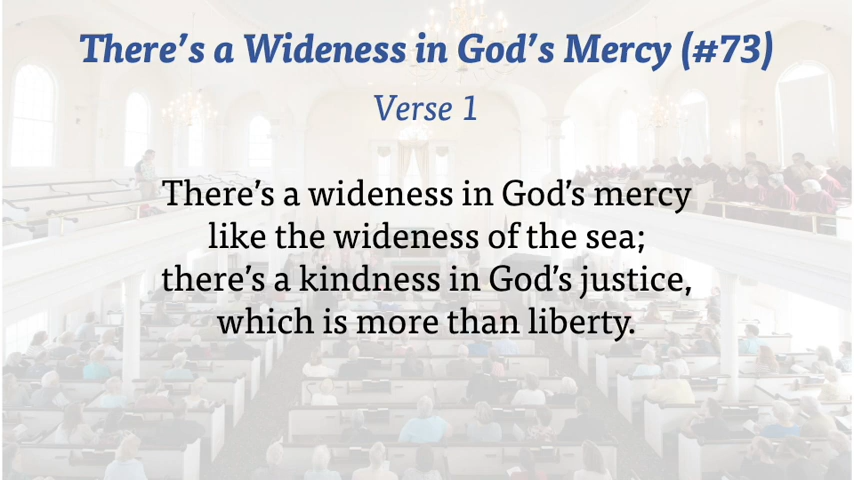 There’s a Wideness in God’s Mercy (#73)
Verse 1
There’s a wideness in God’s mercy
like the wideness of the sea;
there’s a kindness in God’s justice,
which is more than liberty.